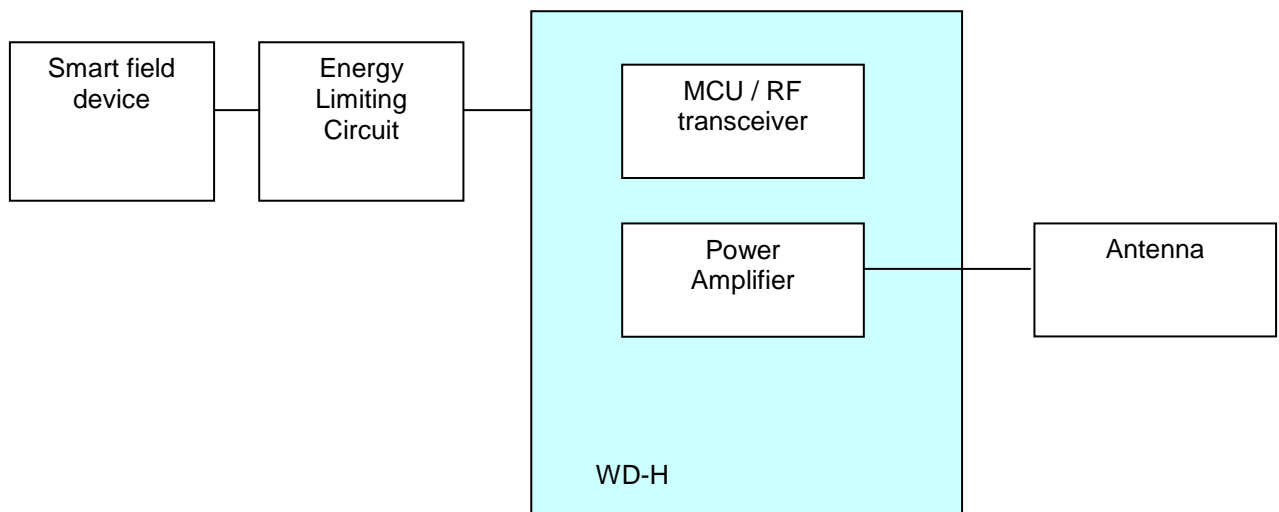 Smart field
device
Energy
Limiting
Circuit
MCU / RF
transceiver
Power
Amplifier
Antenna
WD-H